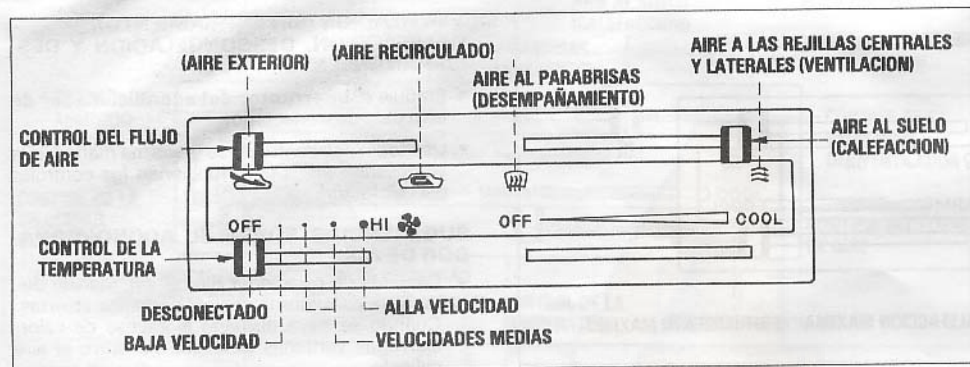 (AIRE EXTERIOR)
(AIRE RECIRCULADO)
AIRE AL PARABRISAS
(DESEMPAÑAMIENTO)
AIRE A LAS REJILLAS CENTRALES
Y LATERALES (VENTILACION)
CONTROL DEL FLUJO
DE AIRE
AIRE AL SUELO
(CALEFACCION)
OFF
HI
OFF
COOL
CONTROL DE LA
TEMPERATURA
DESCONECTADO
ALLA VELOCIDAD
BAJA VELOCIDAD
VELOCIDADES MEDIAS